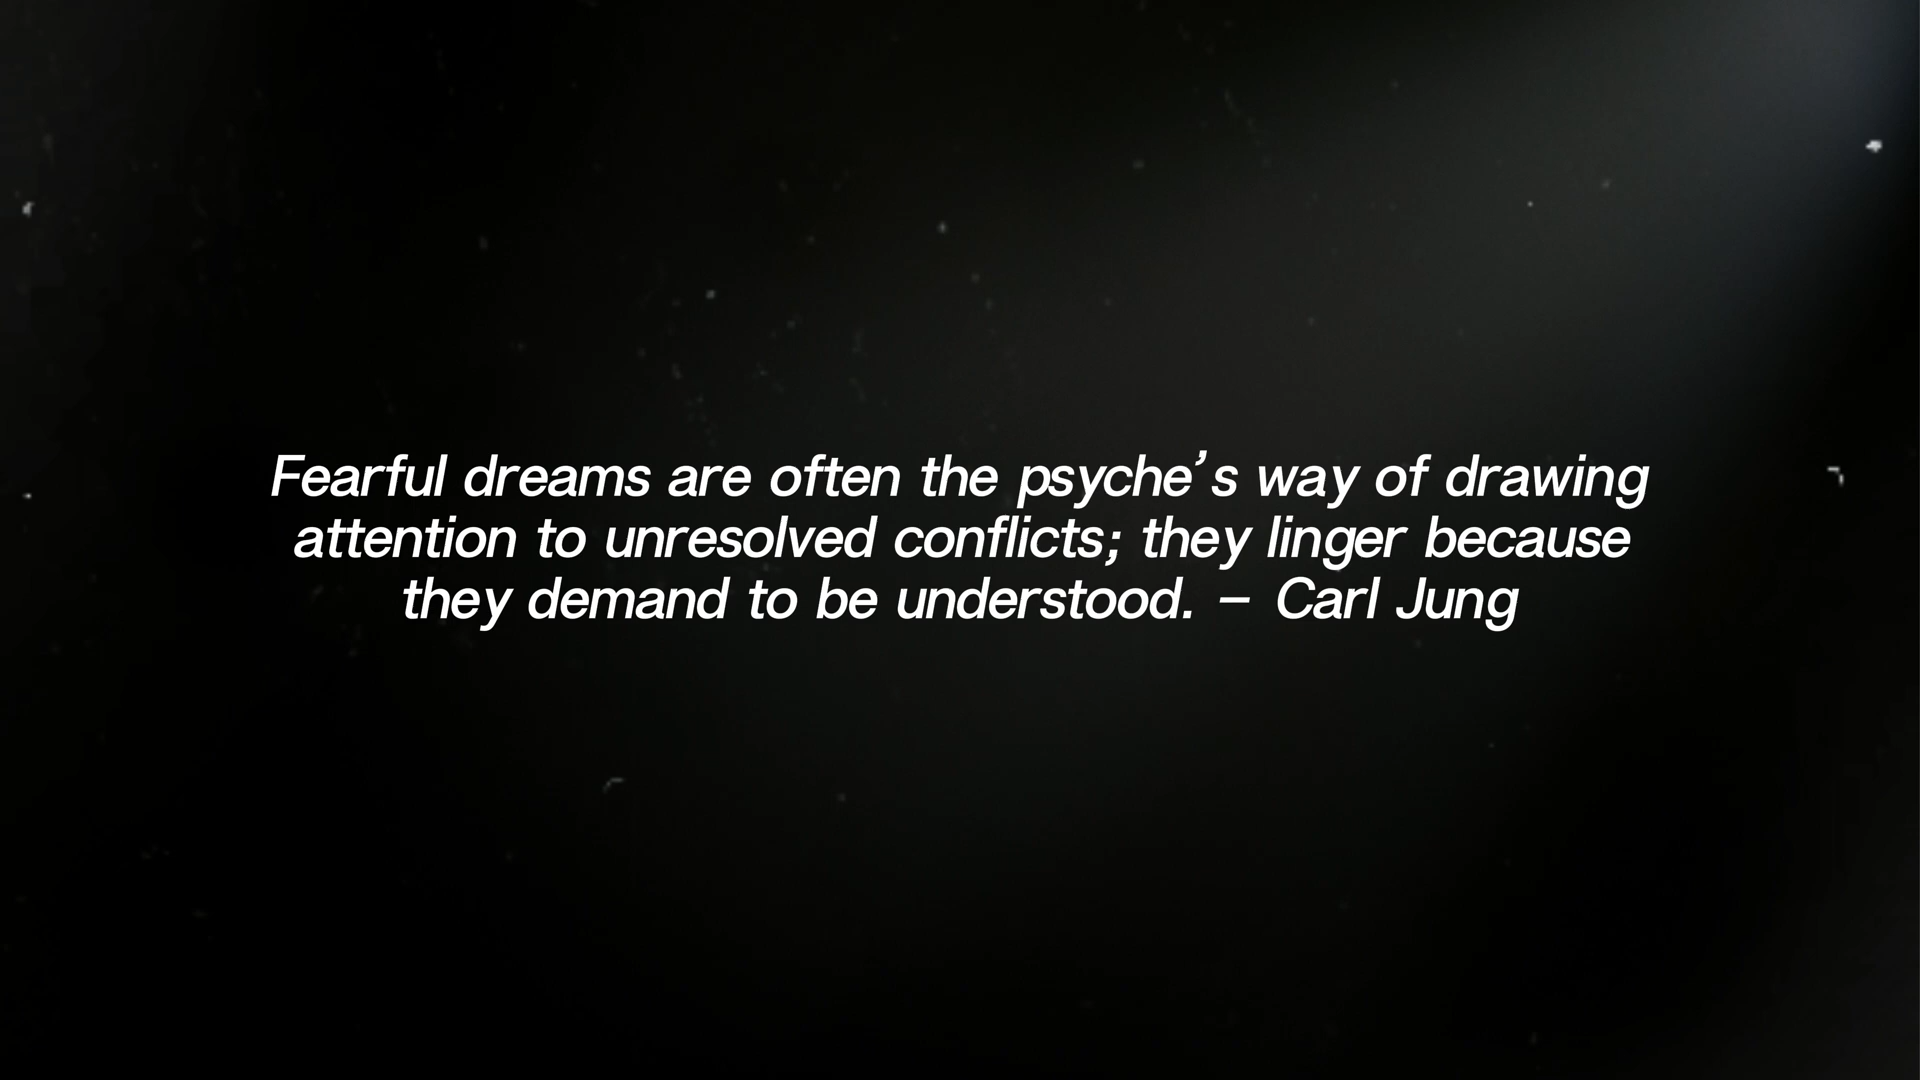 Fearful dreams are often the psyche’s way of drawing
attention to unresolved conflicts; they linger because
they demand to be understood. – Carl Jung